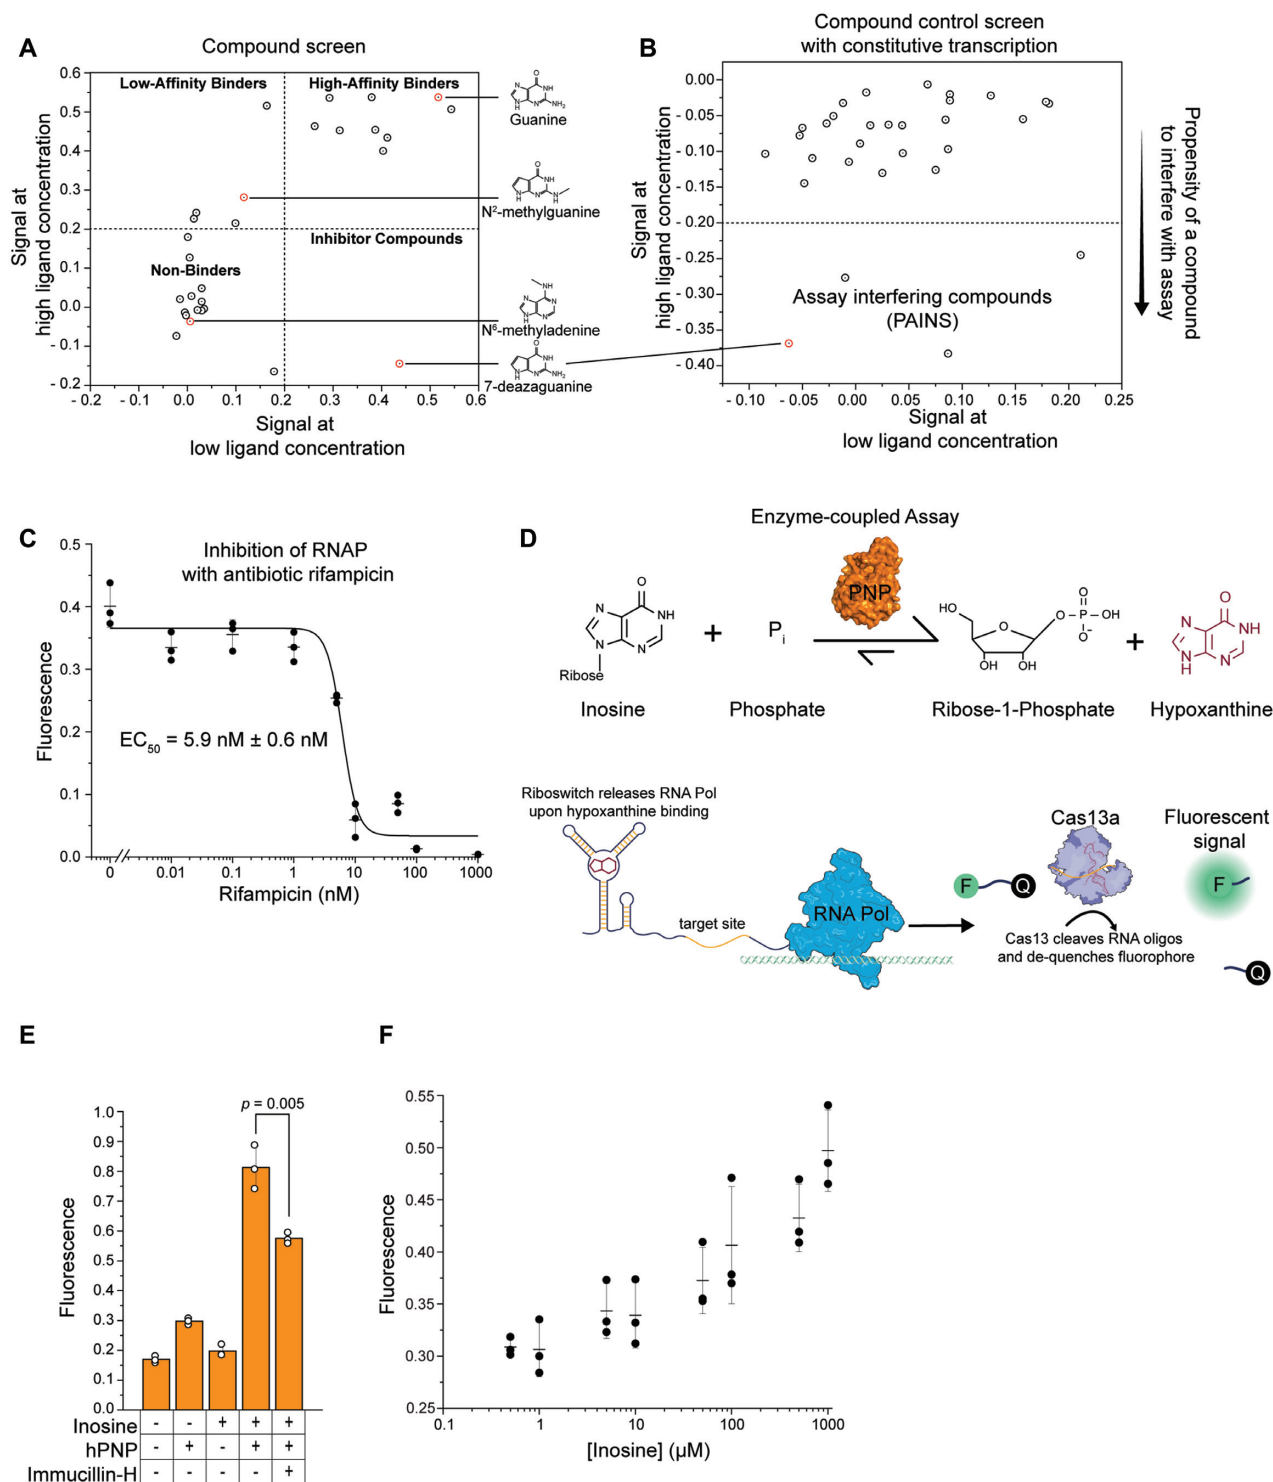 A
Compound screen
Low-Affinity Binders
High-Affinity Binders
Inhibitor Compounds
Non-Binders
0.6
0.5
0.4
0.3
0.2
0.1
0.0
- 0.1
- 0.2
- 0.2
- 0.1
0.0
0.1
0.2
0.3
0.4
0.5
0.6
Signal at
high ligand concentration
Signal at
low ligand concentration
Guanine
N²-methylguanine
N⁶-methyladenine
7-deazaguanine
B
Compound control screen
with constitutive transcription
0.00
- 0.05
- 0.10
- 0.15
- 0.20
- 0.25
- 0.30
- 0.35
- 0.40
- 0.10
- 0.05
0.00
0.05
0.10
0.15
0.20
0.25
Assay interfering compounds
(PAINS)
Signal at
high ligand concentration
Signal at
low ligand concentration
Propensity of a compound
to interfere with assay
C
Inhibition of RNAP
with antibiotic rifampicin
0.5
0.4
0.3
0.2
0.1
0.0
Fluorescence
EC₅₀ = 5.9 nM ± 0.6 nM
0
0.01
0.1
1
10
100
1000
Rifampicin (nM)
D
Enzyme-coupled Assay
PNP
Ribose
+
Pᵢ
+
Inosine
Phosphate
Ribose-1-Phosphate
Hypoxanthine
Riboswitch releases RNA Pol
upon hypoxanthine binding
target site
RNA Pol
F
Q
Cas13a
Cas13 cleaves RNA oligos
and de-quenches fluorophore
Fluorescent
signal
F
Q
E
p = 0.005
1.0
0.9
0.8
0.7
0.6
0.5
0.4
0.3
0.2
0.1
0.0
Fluorescence
Inosine - - + + +
hPNP - + - + +
Immucillin-H - - - - +
F
0.55
0.50
0.45
0.40
0.35
0.30
0.25
Fluorescence
0.1
1
10
100
1000
[Inosine] (µM)